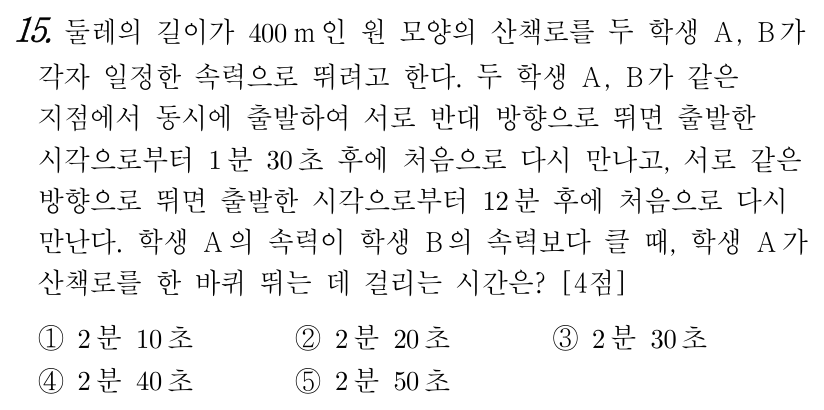 15. 둘레의 길이가 400 m인 원 모양의 산책로를 두 학생 A, B가
각자 일정한 속력으로 뛰려고 한다. 두 학생 A, B가 같은
지점에서 동시에 출발하여 서로 반대 방향으로 뛰면 출발한
시각으로부터 1분 30초 후에 처음으로 다시 만나고, 서로 같은
방향으로 뛰면 출발한 시각으로부터 12분 후에 처음으로 다시
만난다. 학생 A의 속력이 학생 B의 속력보다 클 때, 학생 A가
산책로를 한 바퀴 뛰는 데 걸리는 시간은? [4점]
① 2분 10초 ② 2분 20초 ③ 2분 30초
④ 2분 40초 ⑤ 2분 50초